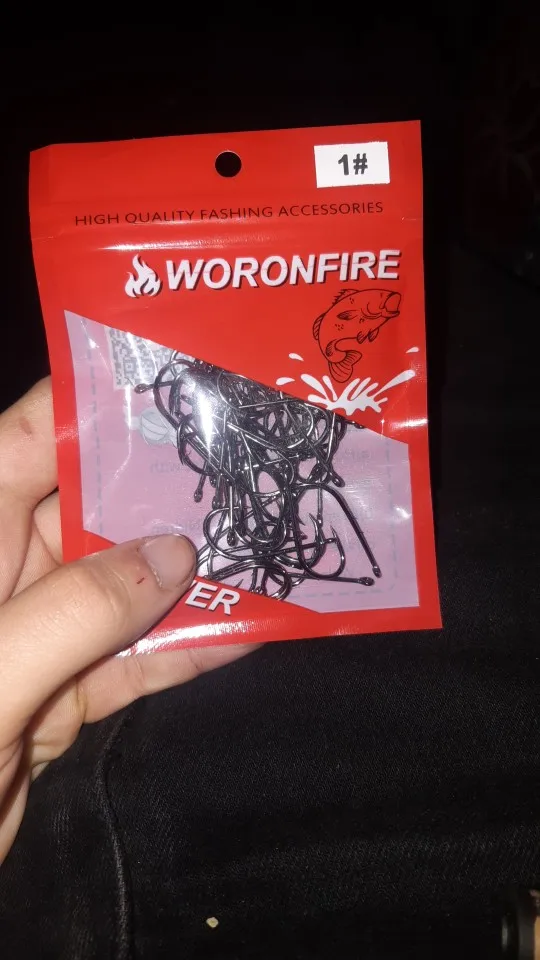 1#
HIGH QUALITY FASHING ACCESSORIES
WORONFIRE
ER